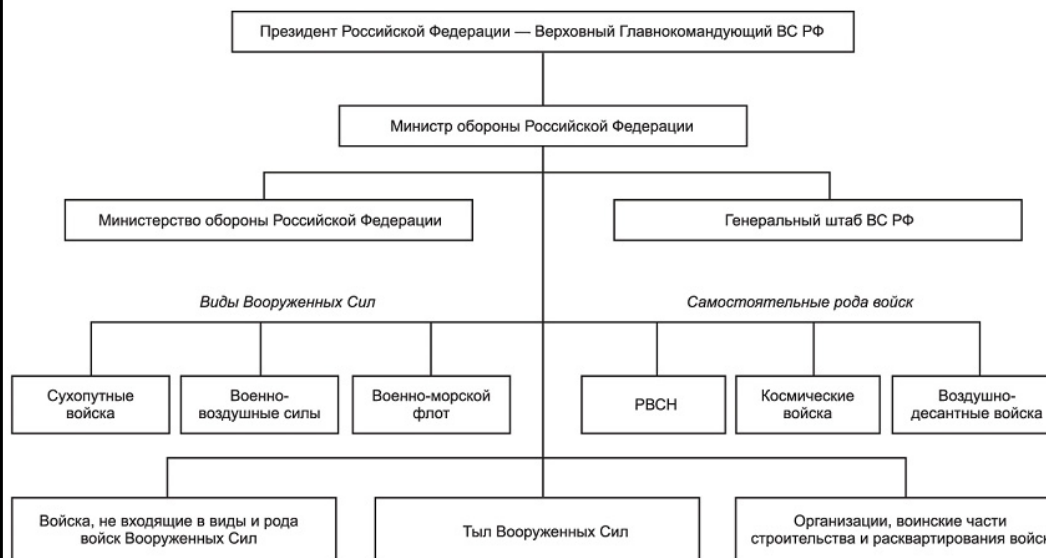 Президент Российской Федерации — Верховный Главнокомандующий ВС РФ
Министр обороны Российской Федерации
Министерство обороны Российской Федерации
Генеральный штаб ВС РФ
Виды Вооруженных Сил
Самостоятельные рода войск
Сухопутные
войска
Военно-
воздушные силы
Военно-морской
флот
РВСН
Космические
войска
Воздушно-
десантные войска
Войска, не входящие в виды и рода
войск Вооруженных Сил
Тыл Вооруженных Сил
Организации, воинские части
строительства и расквартирования войск